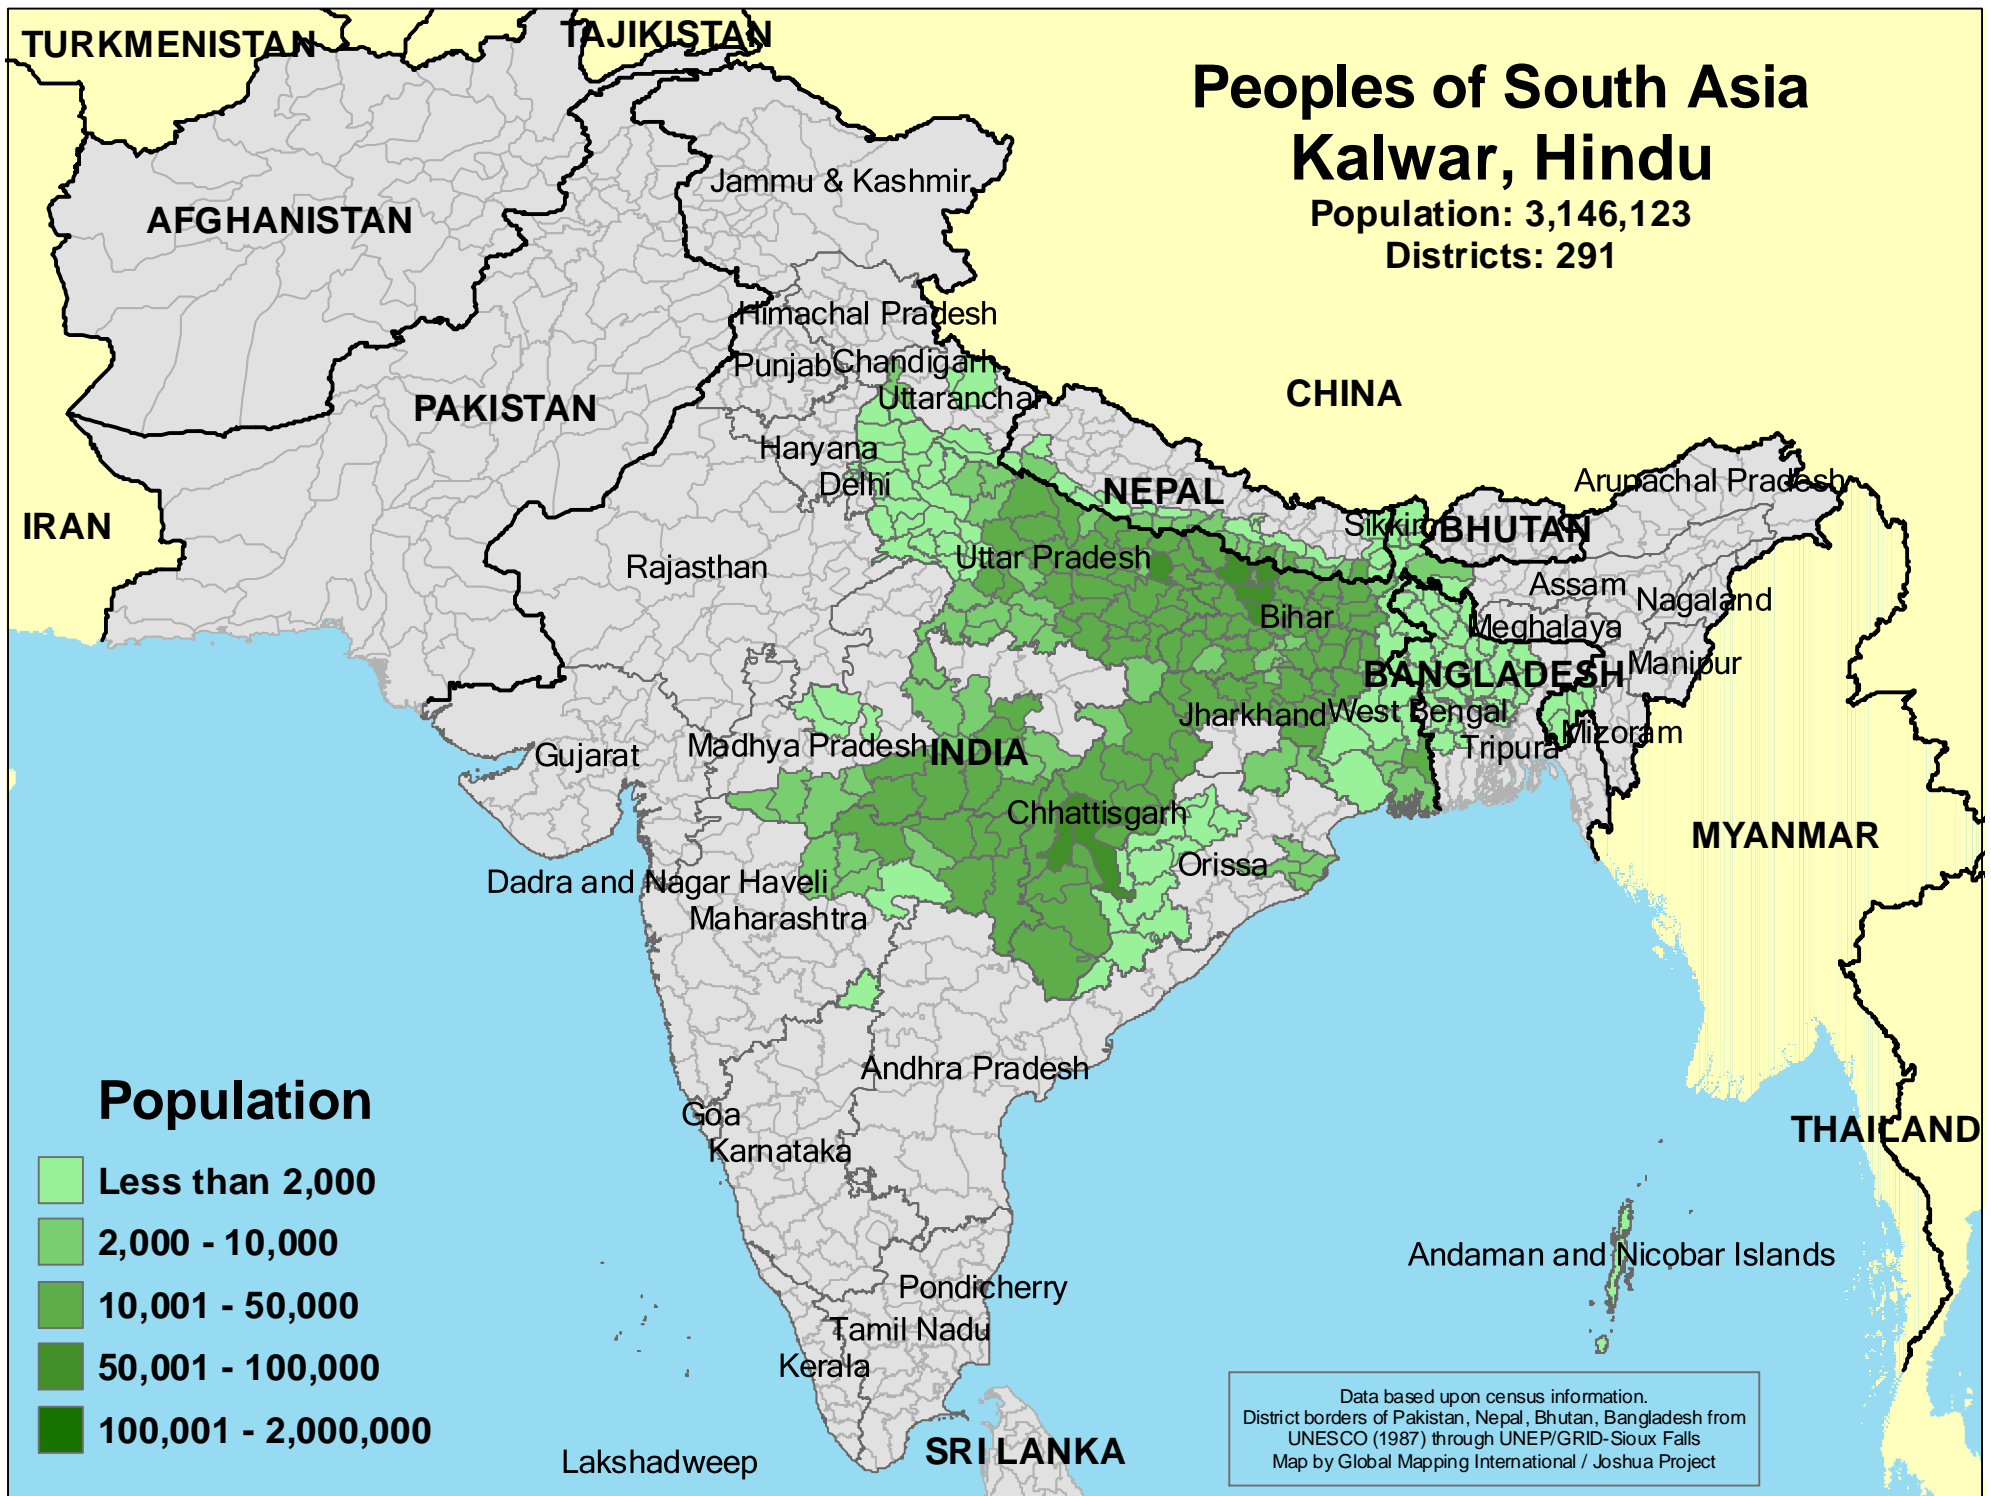 TURKMENISTAN
TAJIKISTAN
Peoples of South Asia
Kalwar, Hindu
Population: 3,146,123
Districts: 291
Jammu & Kashmir
AFGHANISTAN
Himachal Pradesh
Punjab
Chandigarh
Uttaranchal
CHINA
PAKISTAN
Haryana
Delhi
NEPAL
Arunachal Pradesh
IRAN
Sikkim
BHUTAN
Rajasthan
Uttar Pradesh
Assam
Nagaland
Bihar
Meghalaya
BANGLADESH
Manipur
Jharkhand
West Bengal
Mizoram
Tripura
Gujarat
Madhya Pradesh
INDIA
Chhattisgarh
MYANMAR
Orissa
Dadra and Nagar Haveli
Maharashtra
Andhra Pradesh
Goa
Karnataka
THAILAND
Andaman and Nicobar Islands
Pondicherry
Tamil Nadu
Kerala
Lakshadweep
SRI LANKA
Population
Less than 2,000
2,000 - 10,000
10,001 - 50,000
50,001 - 100,000
100,001 - 2,000,000
Data based upon census information.
District borders of Pakistan, Nepal, Bhutan, Bangladesh from
UNESCO (1987) through UNEP/GRID-Sioux Falls
Map by Global Mapping International / Joshua Project